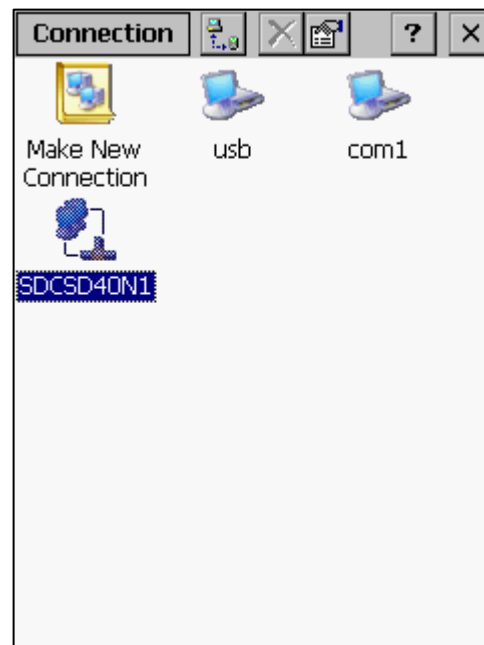 Connection ? ×
Make New
Connection
usb
com1
SDCSD40N1